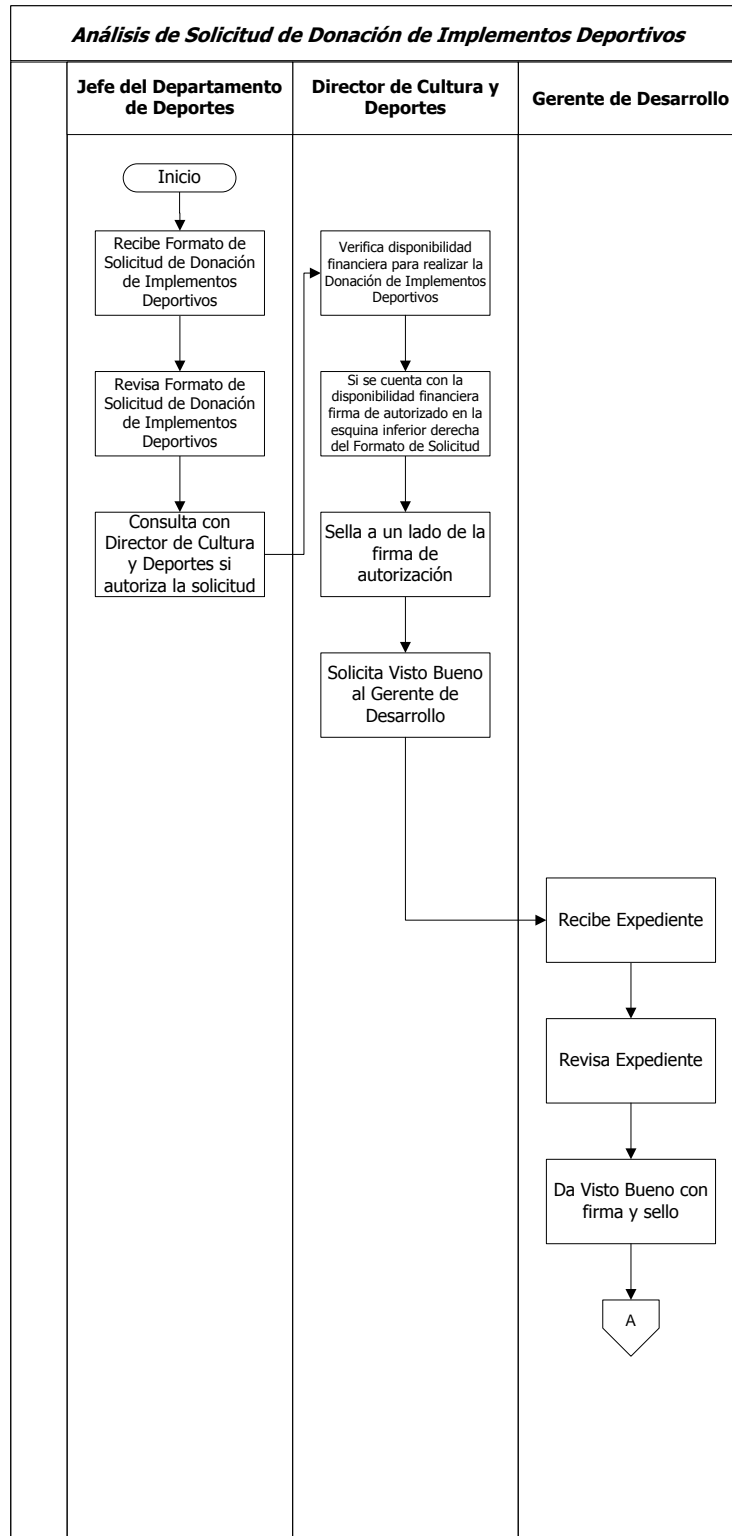 Análisis de Solicitud de Donación de Implementos Deportivos
Jefe del Departamento
de Deportes
Director de Cultura y
Deportes
Gerente de Desarrollo
Inicio
Recibe Formato de
Solicitud de Donación
de Implementos
Deportivos
Revisa Formato de
Solicitud de Donación
de Implementos
Deportivos
Consulta con
Director de Cultura
y Deportes si
autoriza la solicitud
Verifica disponibilidad
financiera para realizar la
Donación de Implementos
Deportivos
Si se cuenta con la
disponibilidad financiera
firma de autorizado en la
esquina inferior derecha
del Formato de Solicitud
Sella a un lado de la
firma de
autorización
Solicita Visto Bueno
al Gerente de
Desarrollo
Recibe Expediente
Revisa Expediente
Da Visto Bueno con
firma y sello
A